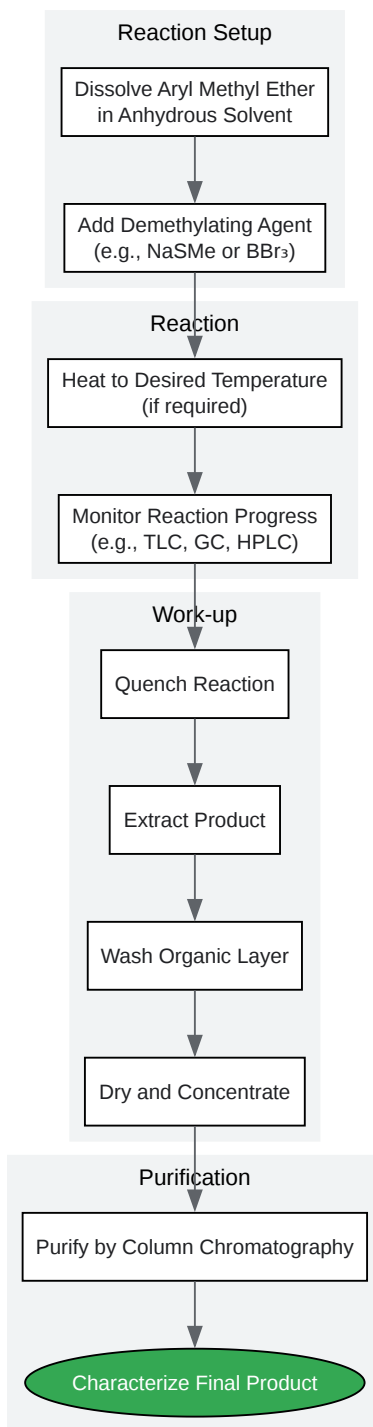 Reaction Setup
Dissolve Aryl Methyl Ether
in Anhydrous Solvent
Add Demethylating Agent
(e.g., NaSMe or BBr₃)
Reaction
Heat to Desired Temperature
(if required)
Monitor Reaction Progress
(e.g., TLC, GC, HPLC)
Work-up
Quench Reaction
Extract Product
Wash Organic Layer
Dry and Concentrate
Purification
Purify by Column Chromatography
Characterize Final Product